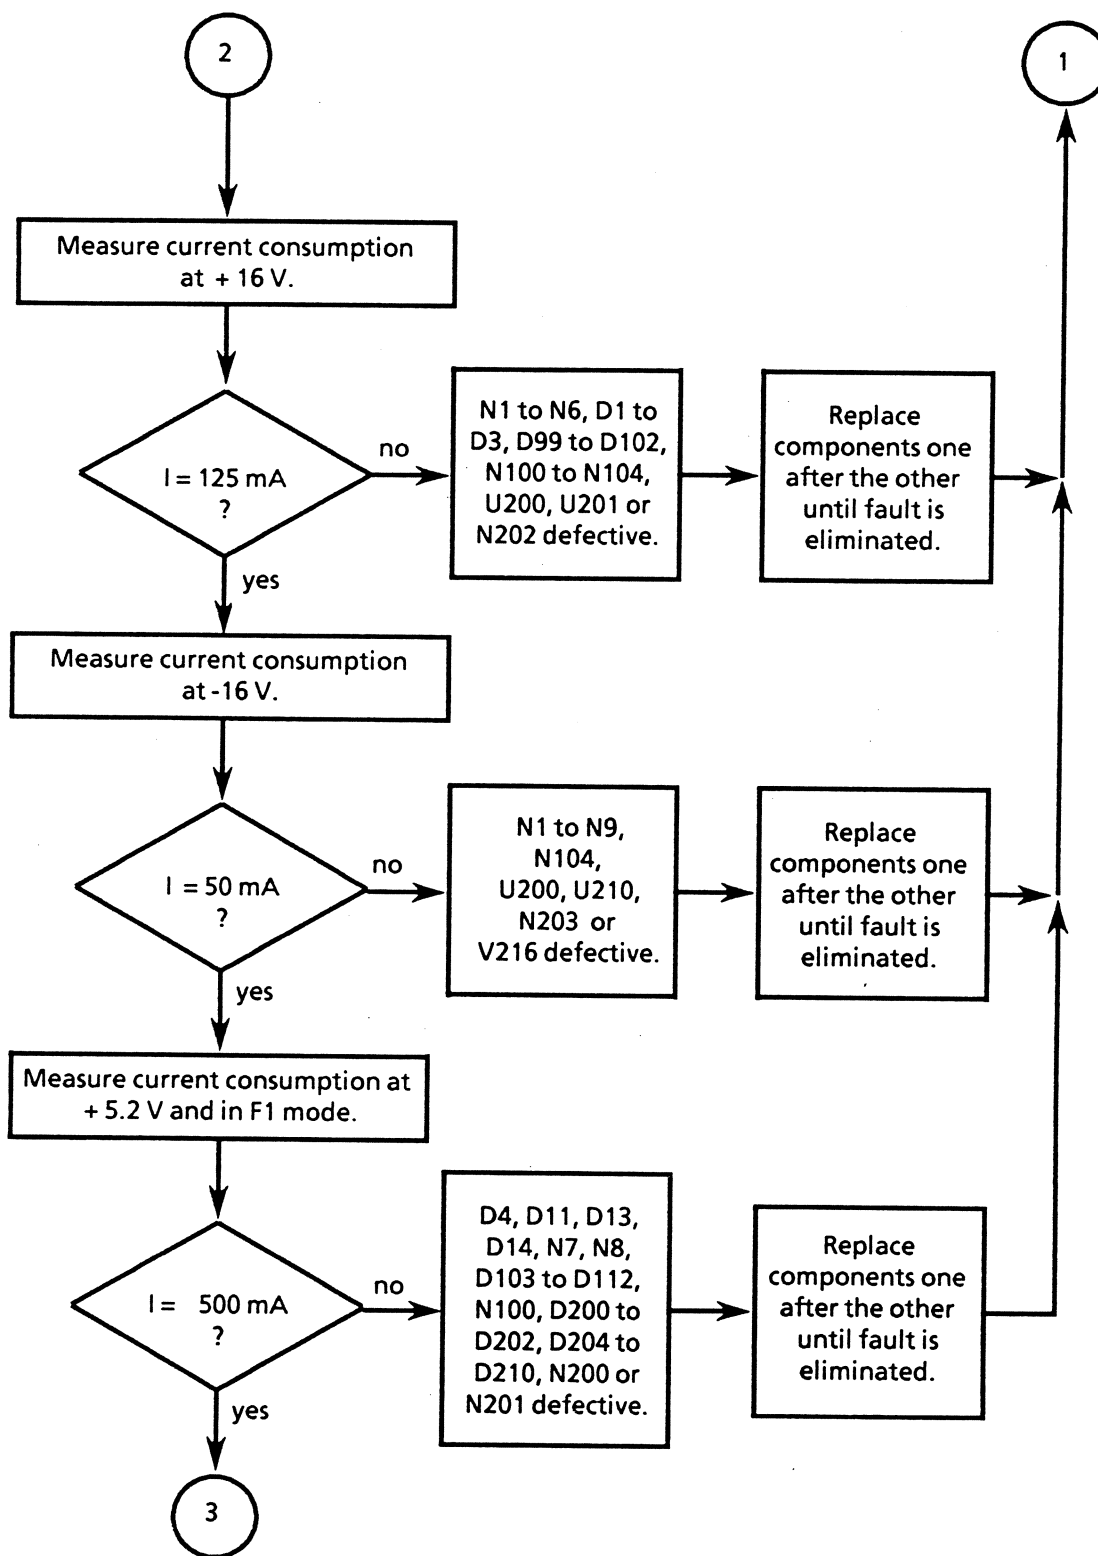 2
1
Measure current consumption
at + 16 V.
I = 125 mA
?
no
yes
N1 to N6, D1 to
D3, D99 to D102,
N100 to N104,
U200, U201 or
N202 defective.
Replace
components one
after the other
until fault is
eliminated.
Measure current consumption
at -16 V.
I = 50 mA
?
no
yes
N1 to N9,
N104,
U200, U210,
N203 or
V216 defective.
Replace
components one
after the other
until fault is
eliminated.
Measure current consumption at
+ 5.2 V and in F1 mode.
I = 500 mA
?
no
yes
D4, D11, D13,
D14, N7, N8,
D103 to D112,
N100, D200 to
D202, D204 to
D210, N200 or
N201 defective.
Replace
components one
after the other
until fault is
eliminated.
3